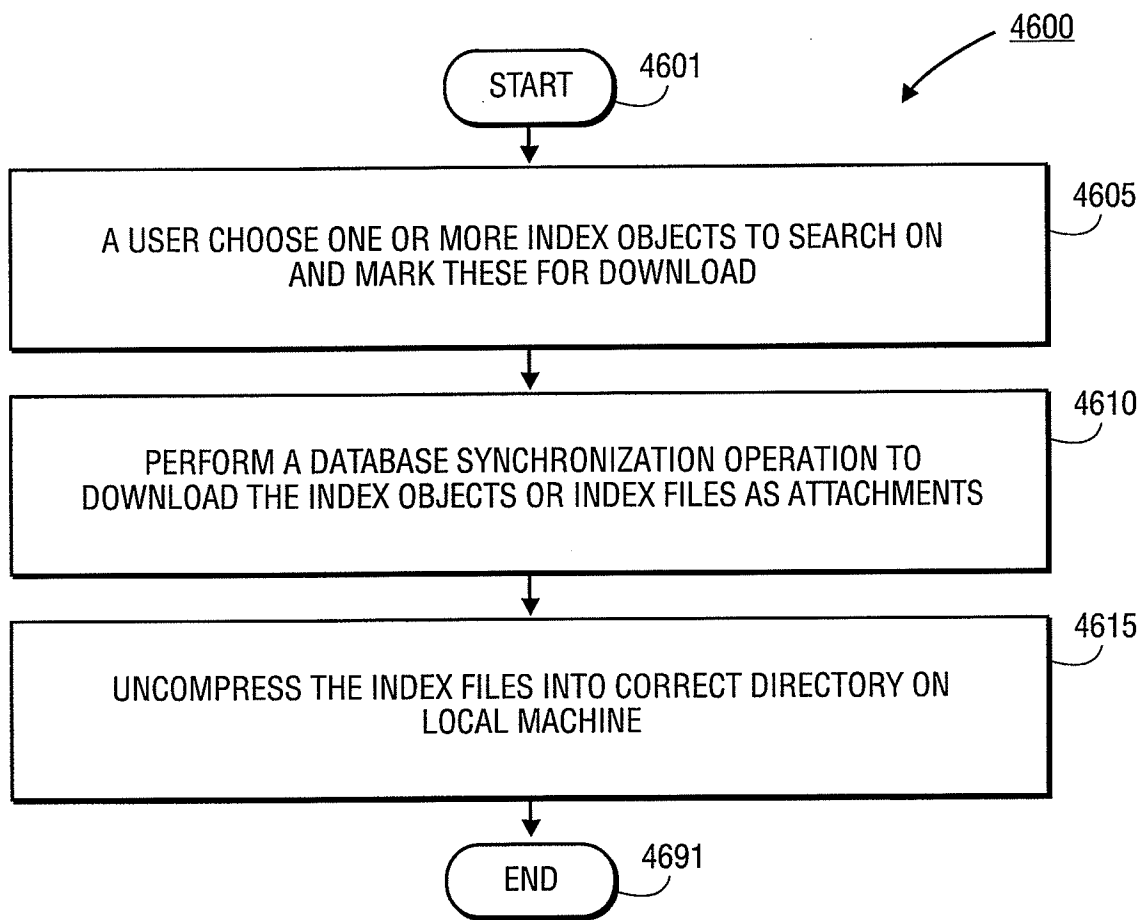 4600
START
4601
A USER CHOOSE ONE OR MORE INDEX OBJECTS TO SEARCH ON
AND MARK THESE FOR DOWNLOAD
4605
PERFORM A DATABASE SYNCHRONIZATION OPERATION TO
DOWNLOAD THE INDEX OBJECTS OR INDEX FILES AS ATTACHMENTS
4610
UNCOMPRESS THE INDEX FILES INTO CORRECT DIRECTORY ON
LOCAL MACHINE
4615
END
4691